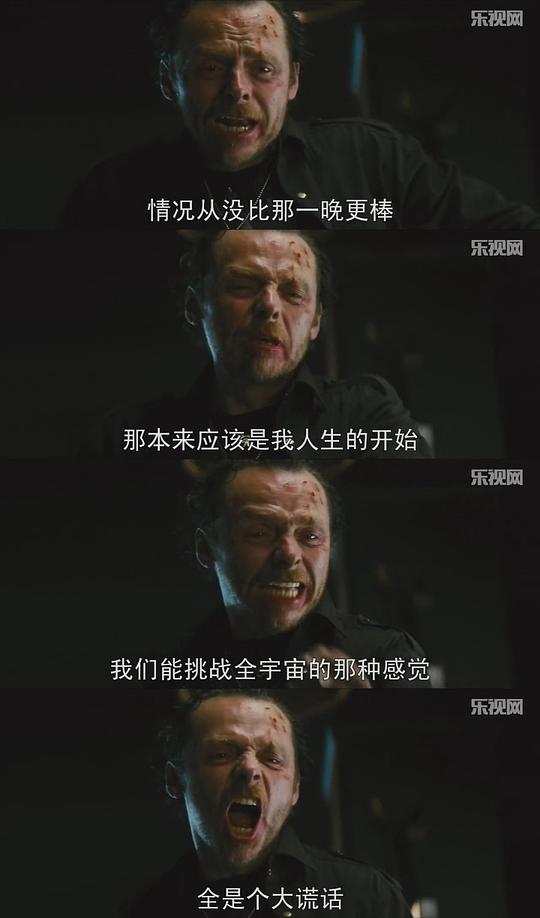 乐视网
情况从没比那一晚更棒
乐视网
那本来应该是我人生的开始
乐视网
我们能挑战全宇宙的那种感觉
乐视网
全是个大谎话